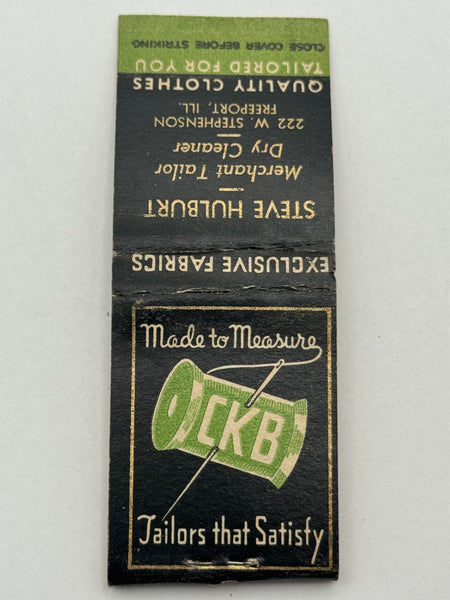 Made to Measure
CKB
Tailors that Satisfy
EXCLUSIVE FABRICS
STEVE HULBURT
Merchant Tailor
Dry Cleaner
222 W. STEPHENSON
FREEPORT, ILL.
QUALITY CLOTHES
TAILORED FOR YOU
CLOSE COVER BEFORE STRIKING